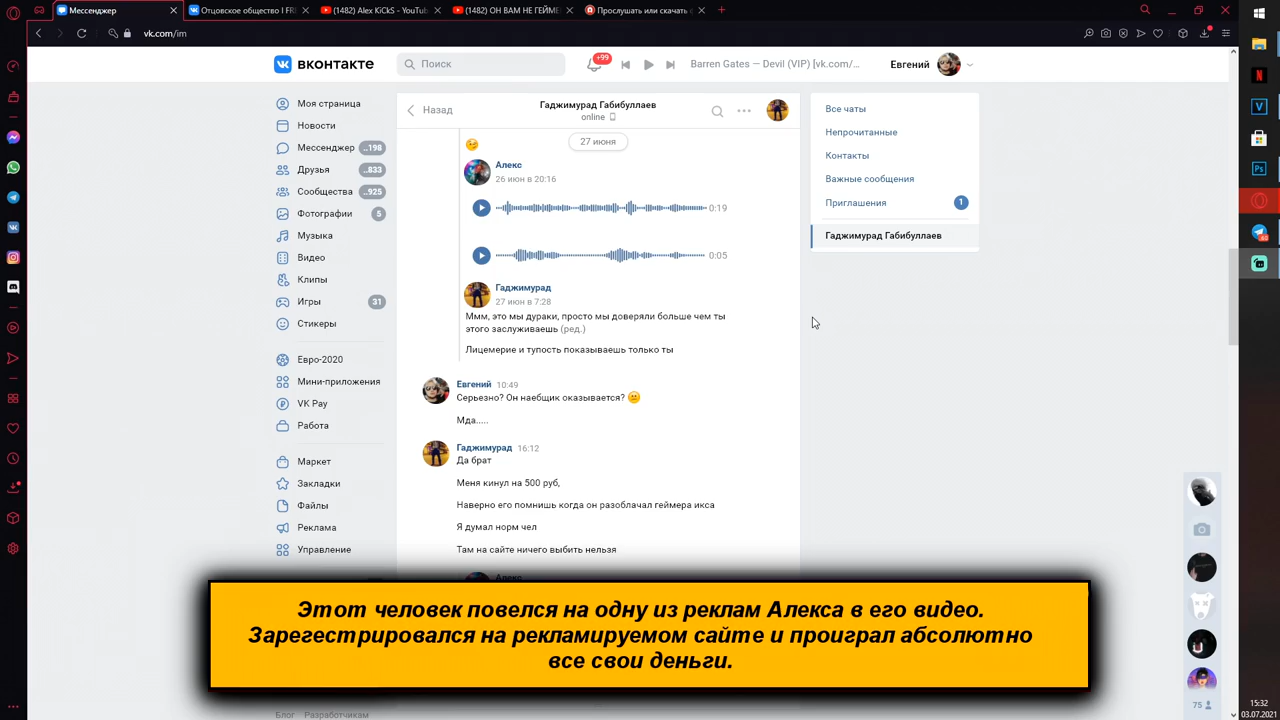 Мессенджер
Отцовское общество I FRE
(1482) Alex KiCkS - YouTub
(1482) ОН ВАМ НЕ ГЕЙМЕ
Прослушать или скачать ф
vk.com/im
вконтакте
Поиск
+99
Barren Gates — Devil (VIP) [vk.com/...
Евгений
Моя страница
Новости
Мессенджер ..198
Друзья ..833
Сообщества ..925
Фотографии 5
Музыка
Видео
Клипы
Игры 31
Стикеры
Евро-2020
Мини-приложения
VK Pay
Работа
Маркет
Закладки
Файлы
Реклама
Управление
Блог Разработчикам
Назад
Гаджимурад Габибуллаев
online
27 июня
Алекс
26 июн в 20:16
0:19
0:05
Гаджимурад
27 июн в 7:28
Ммм, это мы дураки, просто мы доверяли больше чем ты
этого заслуживаешь (ред.)
Лицемерие и тупость показываешь только ты
Евгений 10:49
Серьезно? Он наебщик оказывается?
Мда.....
Гаджимурад 16:12
Да брат
Меня кинул на 500 руб,
Наверно его помнишь когда он разоблачал геймера икса
Я думал норм чел
Там на сайте ничего выбить нельзя
Алекс
Все чаты
Непрочитанные
Контакты
Важные сообщения
Приглашения 1
Гаджимурад Габибуллаев
Этот человек повелся на одну из реклам Алекса в его видео.
Зарегестрировался на рекламируемом сайте и проиграл абсолютно
все свои деньги.
75
15:32
03.07.2021